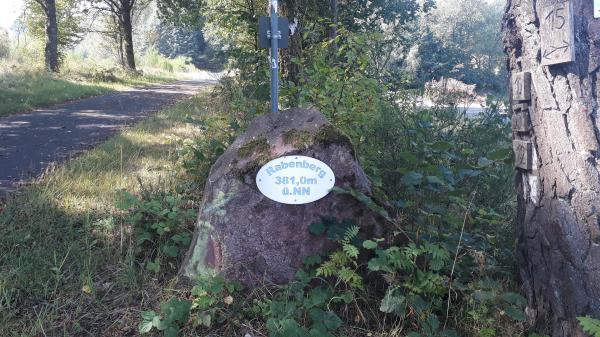 Rabenberg
381,0m
ü.NN
15